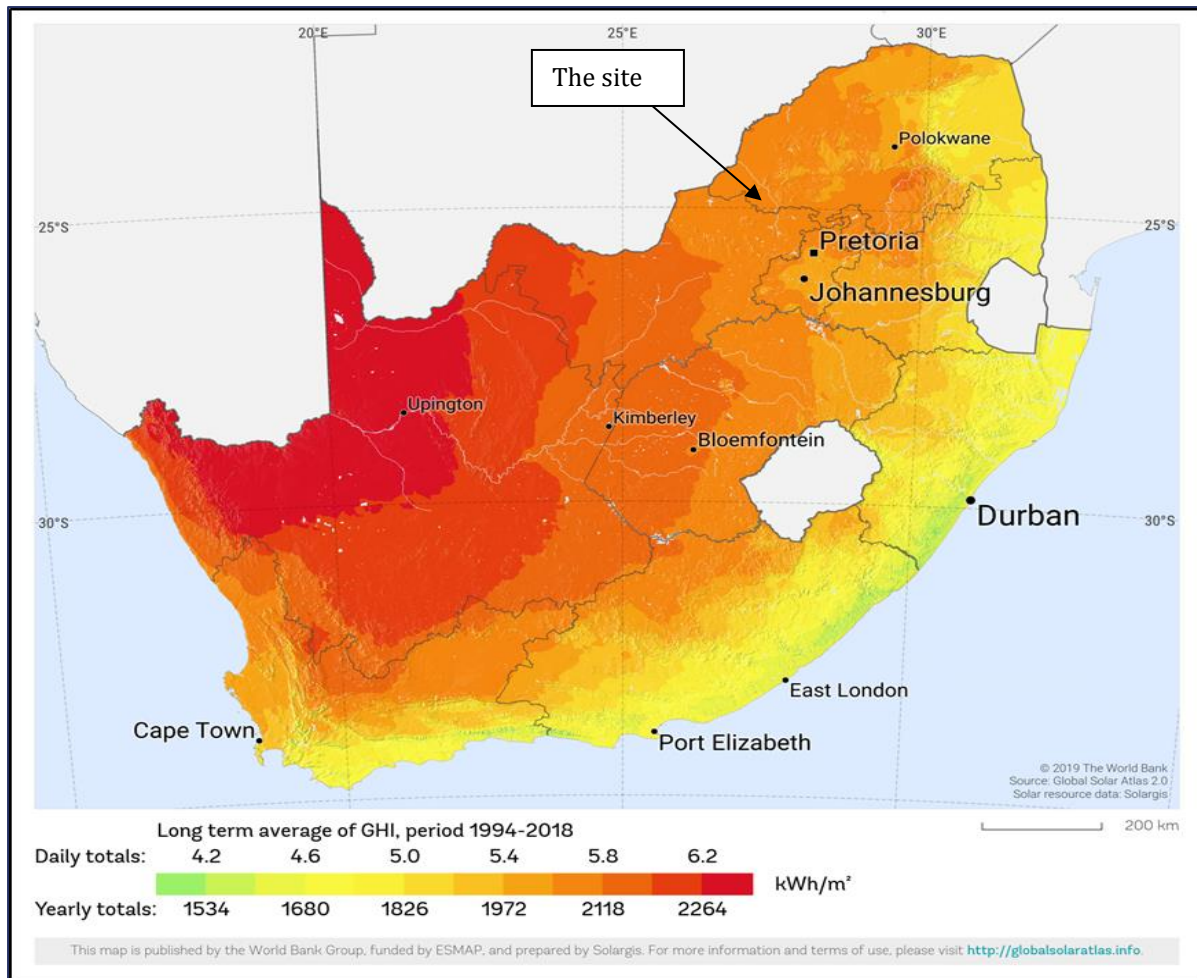 20°E 25°E 30°E
The site
Polokwane
25°S 25°S
Pretoria
Johannesburg
Upington
Kimberley
Bloemfontein
30°S 30°S
Durban
East London
Cape Town
Port Elizabeth
© 2019 The World Bank
Source: Global Solar Atlas 2.0
Solar resource data: Solargis
Long term average of GHI, period 1994-2018
200 km
Daily totals: 4.2 4.6 5.0 5.4 5.8 6.2
kWh/m²
Yearly totals: 1534 1680 1826 1972 2118 2264
This map is published by the World Bank Group, funded by ESMAP, and prepared by Solargis. For more information and terms of use, please visit http://globalsolaratlas.info.